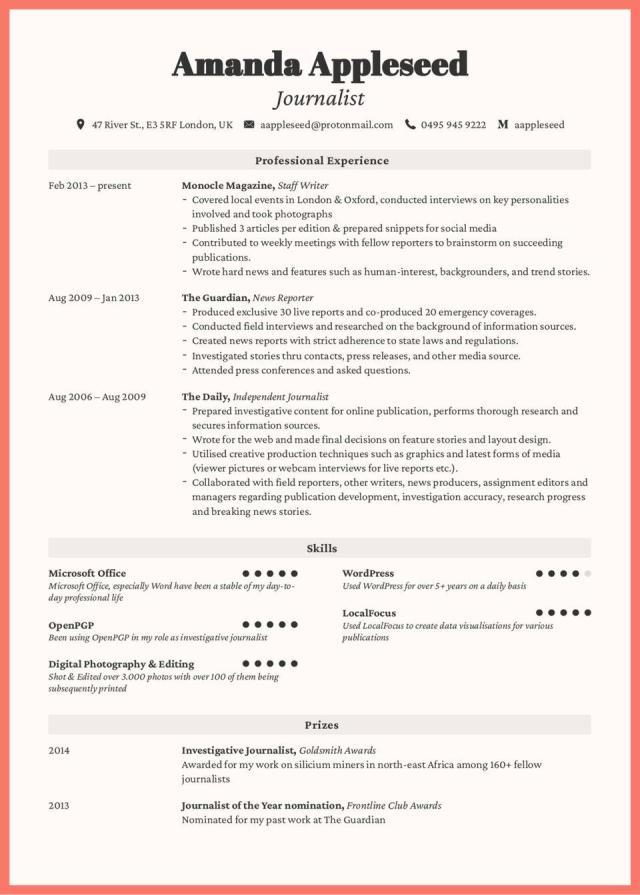 Amanda Appleseed
Journalist
47 River St., E3 5RF London, UK aappleseed@protonmail.com 0495 945 9222 M aappleseed
Professional Experience
Feb 2013 – present Monocle Magazine, Staff Writer
- Covered local events in London & Oxford, conducted interviews on key personalities
involved and took photographs
- Published 3 articles per edition & prepared snippets for social media
- Contributed to weekly meetings with fellow reporters to brainstorm on succeeding
publications.
- Wrote hard news and features such as human-interest, backgrounders, and trend stories.
Aug 2009 – Jan 2013 The Guardian, News Reporter
- Produced exclusive 30 live reports and co-produced 20 emergency coverages.
- Conducted field interviews and researched on the background of information sources.
- Created news reports with strict adherence to state laws and regulations.
- Investigated stories thru contacts, press releases, and other media source.
- Attended press conferences and asked questions.
Aug 2006 – Aug 2009 The Daily, Independent Journalist
- Prepared investigative content for online publication, performs thorough research and
secures information sources.
- Wrote for the web and made final decisions on feature stories and layout design.
- Utilised creative production techniques such as graphics and latest forms of media
(viewer pictures or webcam interviews for live reports etc.).
- Collaborated with field reporters, other writers, news producers, assignment editors and
managers regarding publication development, investigation accuracy, research progress
and breaking news stories.
Skills
Microsoft Office
Microsoft Office, especially Word have been a stable of my day-to-
day professional life
OpenPGP
Been using OpenPGP in my role as investigative journalist
Digital Photography & Editing
Shot & Edited over 3.000 photos with over 100 of them being
subsequently printed
WordPress
Used WordPress for over 5+ years on a daily basis
LocalFocus
Used LocalFocus to create data visualisations for various
publications
Prizes
2014 Investigative Journalist, Goldsmith Awards
Awarded for my work on silicium miners in north-east Africa among 160+ fellow
journalists
2013 Journalist of the Year nomination, Frontline Club Awards
Nominated for my past work at The Guardian